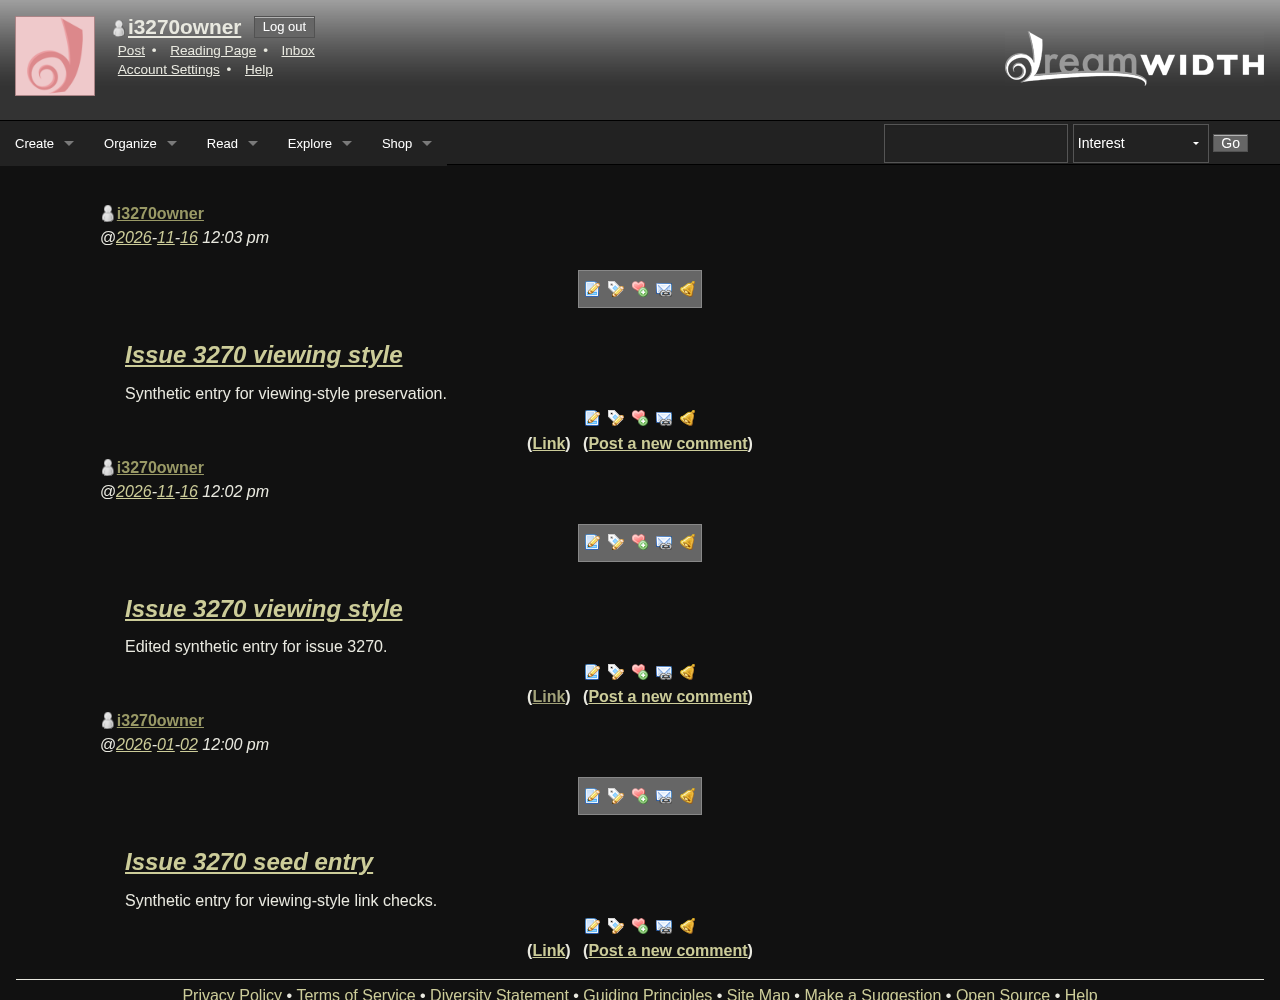 i3270owner Log out
Post • Reading Page • Inbox
Account Settings • Help
dreamWIDTH
Create Organize Read Explore Shop Interest Go
i3270owner
@2026-11-16 12:03 pm
Issue 3270 viewing style
Synthetic entry for viewing-style preservation.
(Link) (Post a new comment)
i3270owner
@2026-11-16 12:02 pm
Issue 3270 viewing style
Edited synthetic entry for issue 3270.
(Link) (Post a new comment)
i3270owner
@2026-01-02 12:00 pm
Issue 3270 seed entry
Synthetic entry for viewing-style link checks.
(Link) (Post a new comment)
Privacy Policy • Terms of Service • Diversity Statement • Guiding Principles • Site Map • Make a Suggestion • Open Source • Help